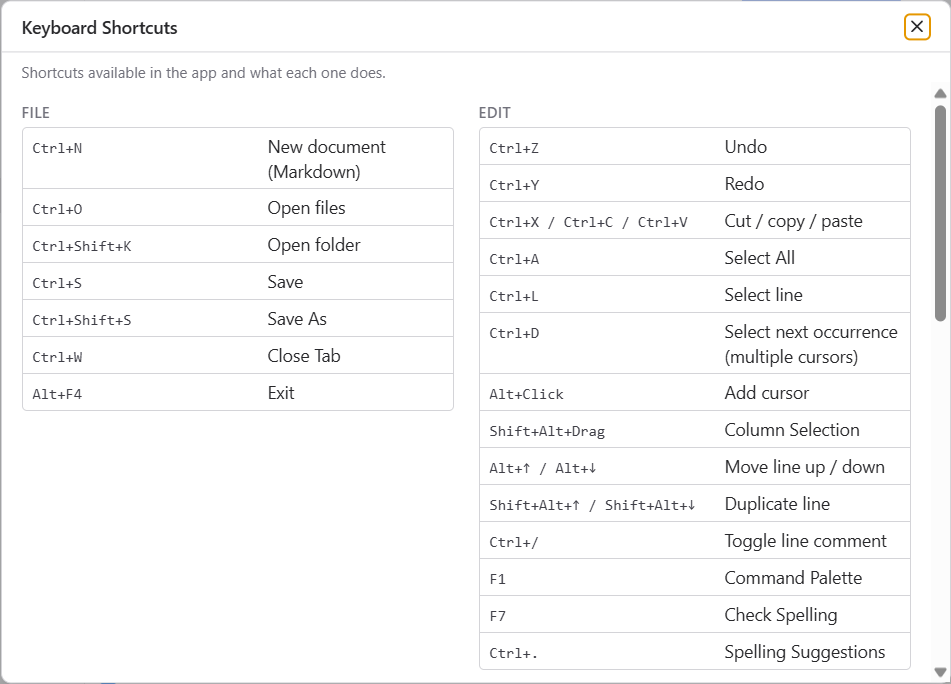 Keyboard Shortcuts
Shortcuts available in the app and what each one does.
FILE
Ctrl+N New document
(Markdown)
Ctrl+O Open files
Ctrl+Shift+K Open folder
Ctrl+S Save
Ctrl+Shift+S Save As
Ctrl+W Close Tab
Alt+F4 Exit
EDIT
Ctrl+Z Undo
Ctrl+Y Redo
Ctrl+X / Ctrl+C / Ctrl+V Cut / copy / paste
Ctrl+A Select All
Ctrl+L Select line
Ctrl+D Select next occurrence
(multiple cursors)
Alt+Click Add cursor
Shift+Alt+Drag Column Selection
Alt+↑ / Alt+↓ Move line up / down
Shift+Alt+↑ / Shift+Alt+↓ Duplicate line
Ctrl+/ Toggle line comment
F1 Command Palette
F7 Check Spelling
Ctrl+. Spelling Suggestions